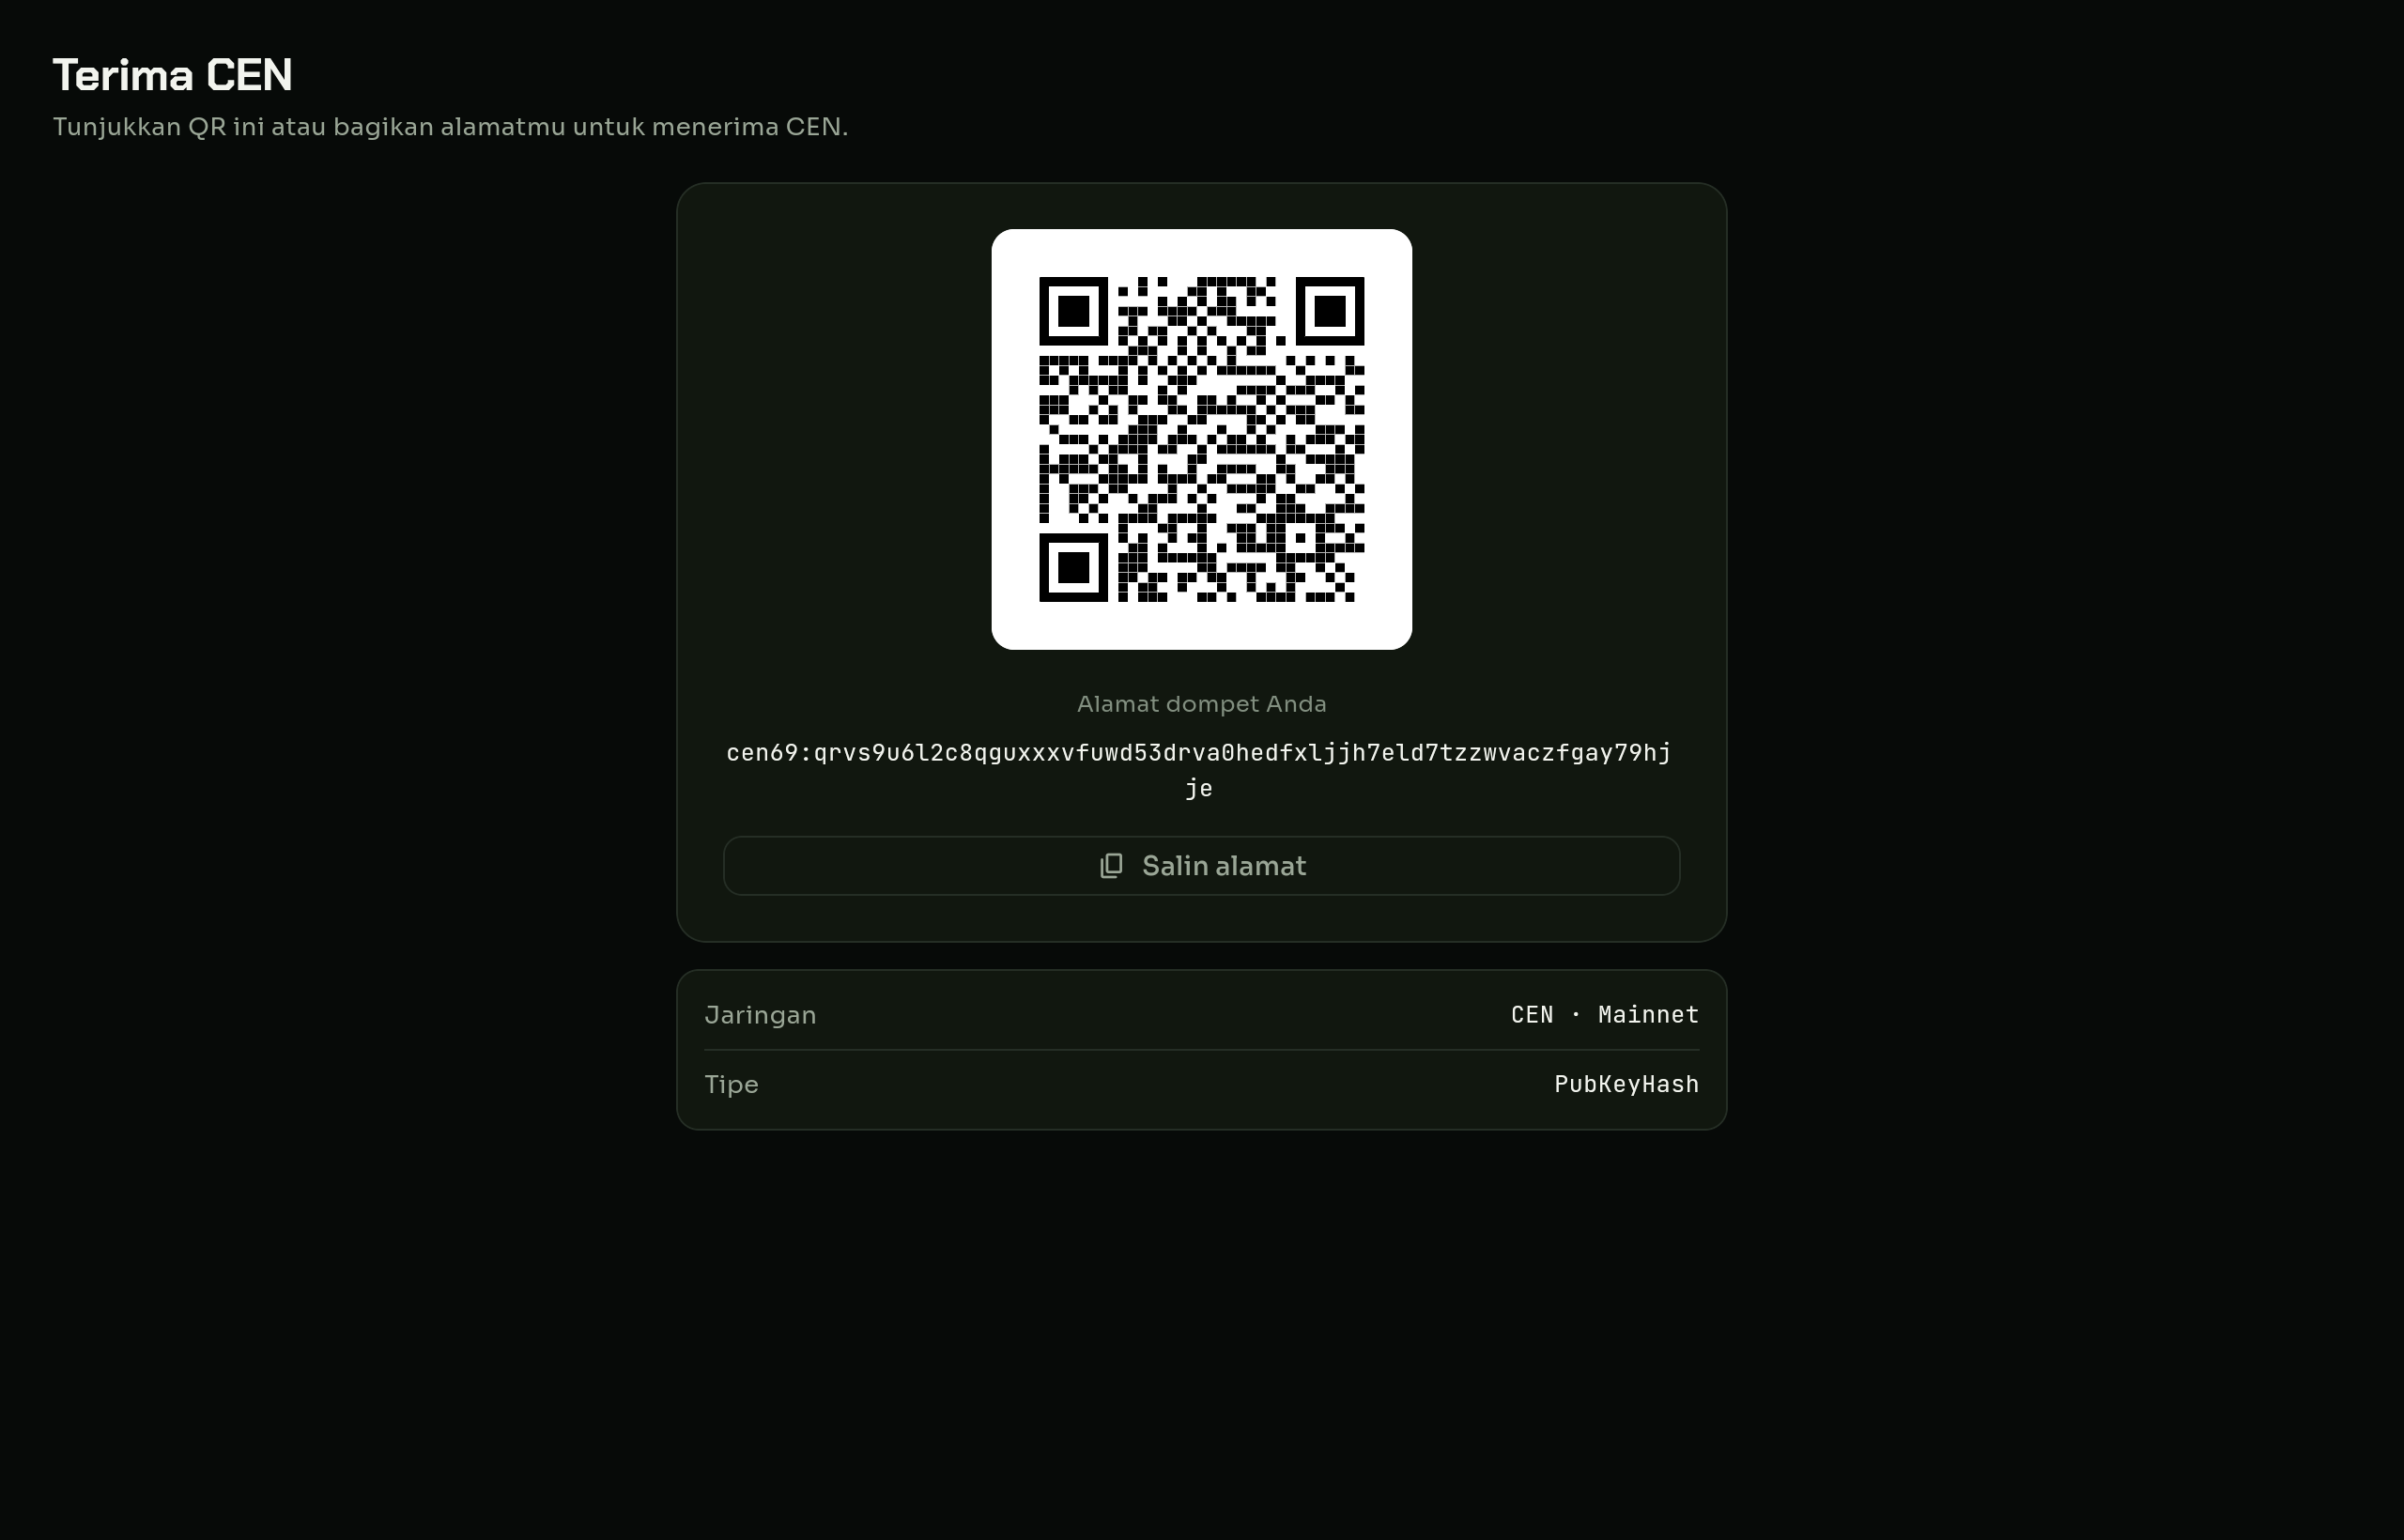 Terima CEN
Tunjukkan QR ini atau bagikan alamatmu untuk menerima CEN.
Alamat dompet Anda
cen69:qrvs9u6l2c8qguxxxvfuwd53drva0hedfxljjh7eld7tzzwvaczfgay79hj
je
Salin alamat
Jaringan
CEN · Mainnet
Tipe
PubKeyHash